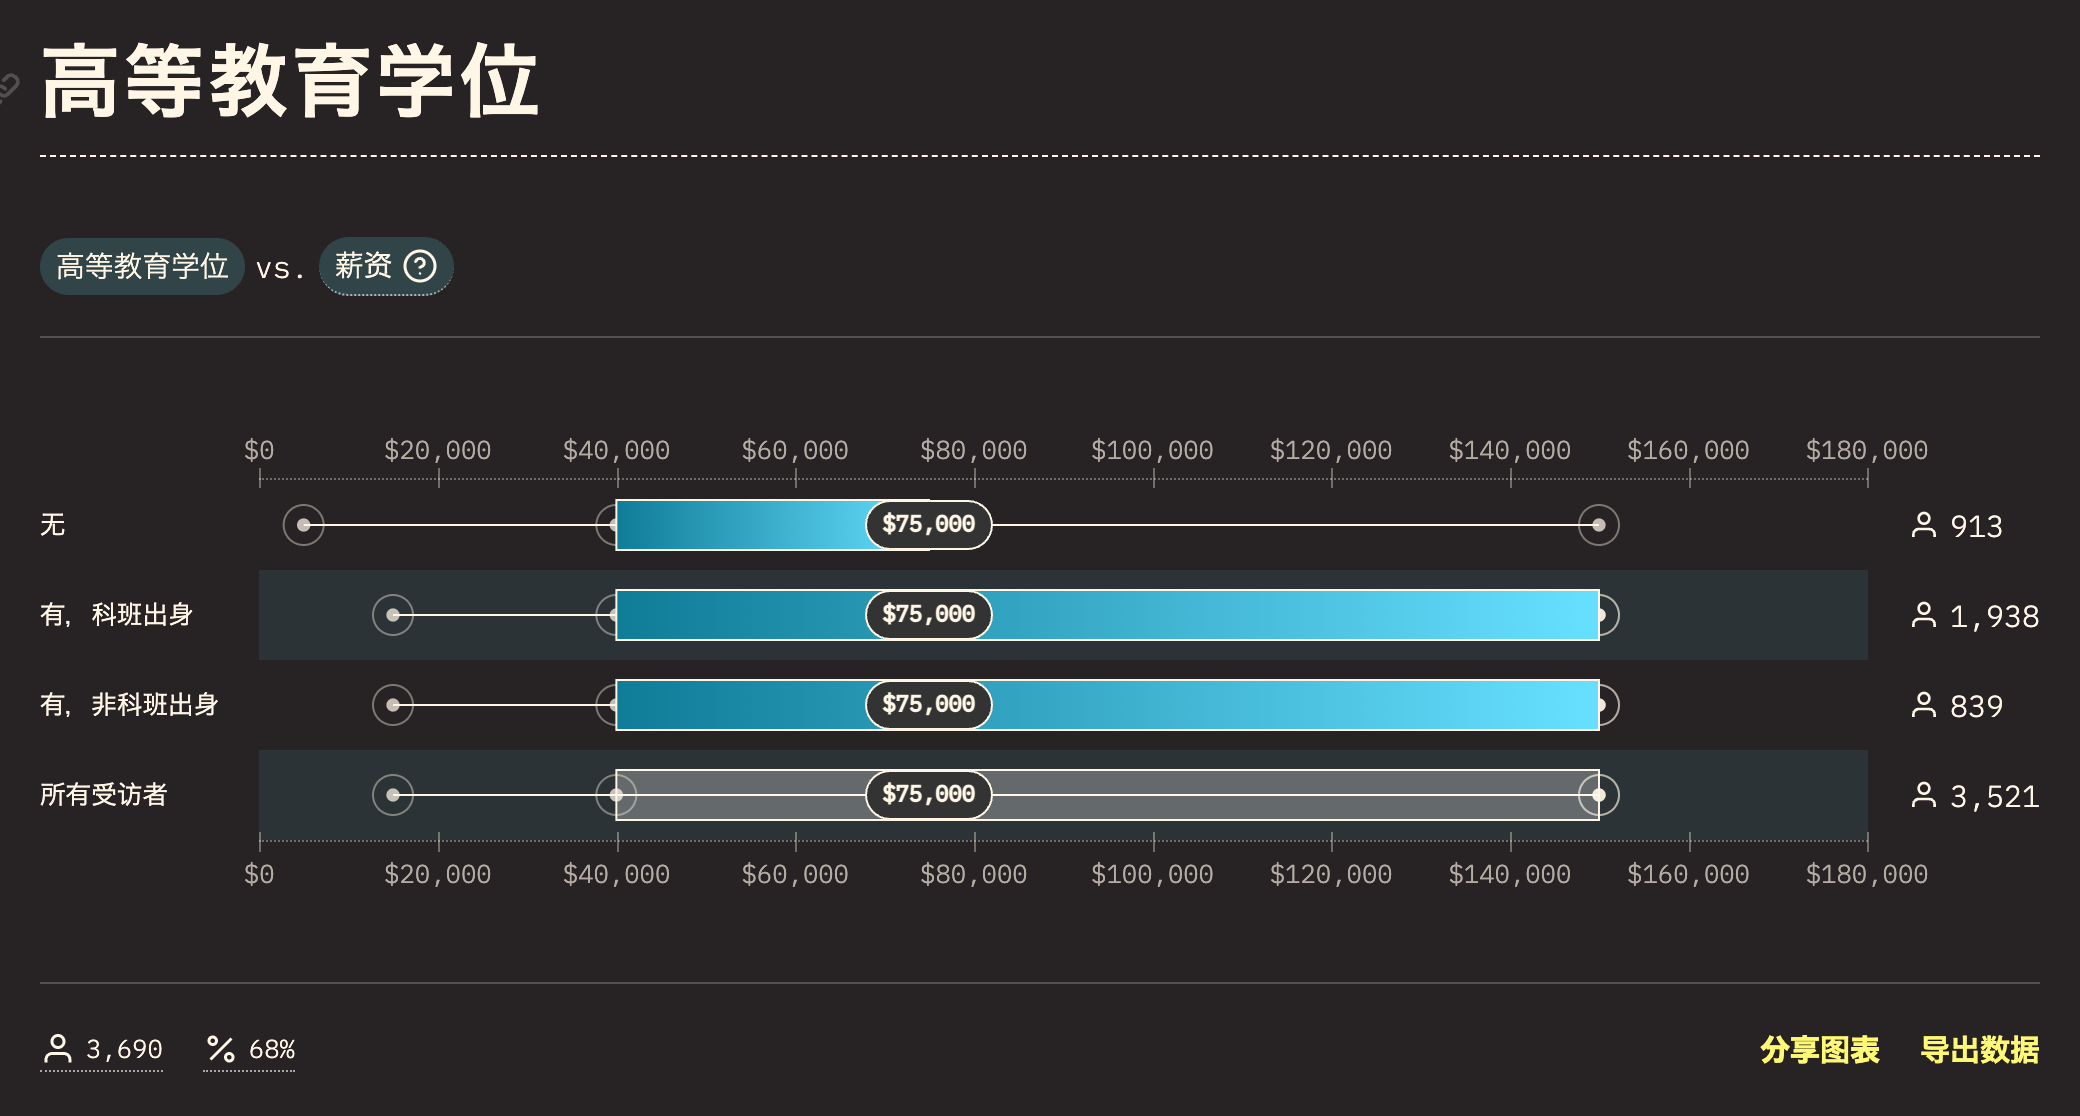 高等教育学位
高等教育学位 vs. 薪资
$0 $20,000 $40,000 $60,000 $80,000 $100,000 $120,000 $140,000 $160,000 $180,000
无 $75,000 913
有，科班出身 $75,000 1,938
有，非科班出身 $75,000 839
所有受访者 $75,000 3,521
$0 $20,000 $40,000 $60,000 $80,000 $100,000 $120,000 $140,000 $160,000 $180,000
3,690 68% 分享图表 导出数据